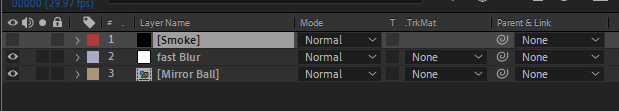 00000 (29.97 fps)
# Layer Name Mode T .TrkMat Parent & Link
1 [Smoke] Normal None
2 fast Blur Normal None None
3 [Mirror Ball] Normal None None